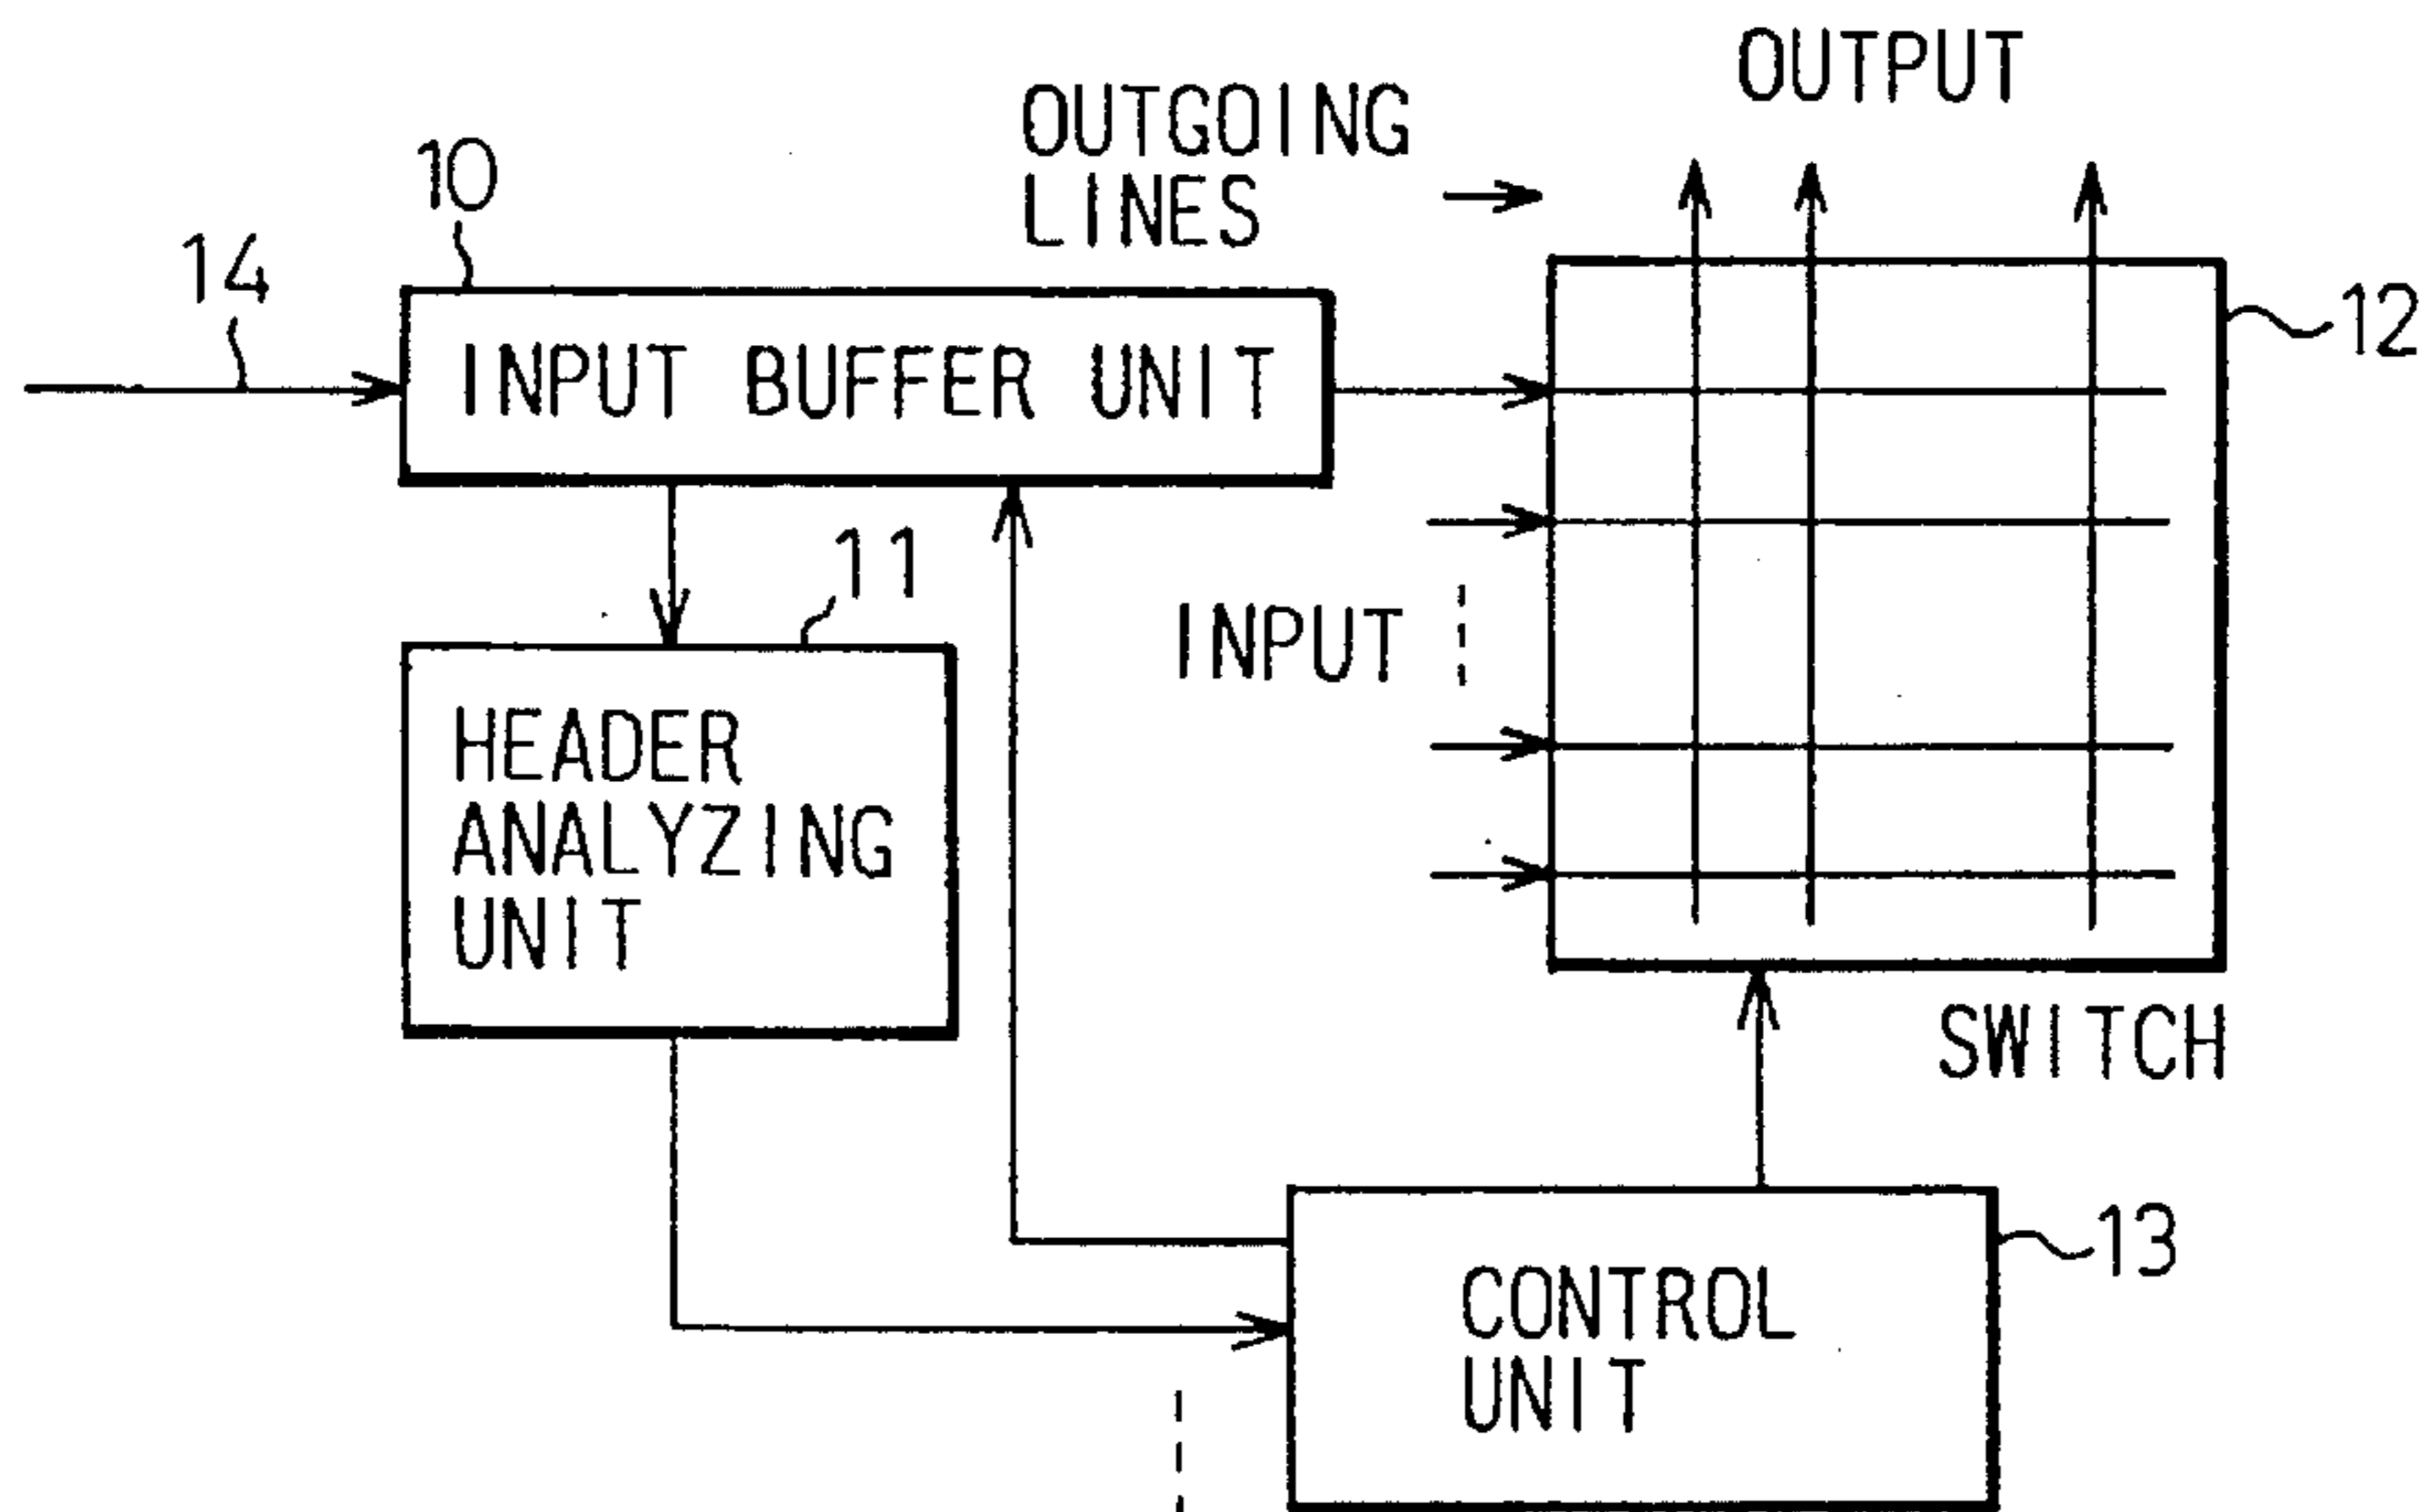 OUTPUT
OUTGOING
LINES
10
14
12
INPUT BUFFER UNIT
11
INPUT
HEADER
ANALYZING
UNIT
SWITCH
13
CONTROL
UNIT